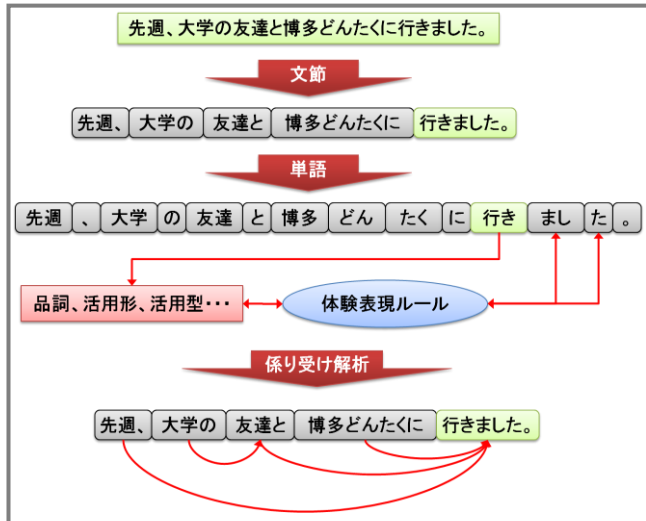 先週、大学の友達と博多どんたくに行きました。
文節
先週、 大学の 友達と 博多どんたくに 行きました。
単語
先週 、 大学 の 友達 と 博多 どん たく に 行き まし た 。
品詞、活用形、活用型・・・ 体験表現ルール
係り受け解析
先週、 大学の 友達と 博多どんたくに 行きました。